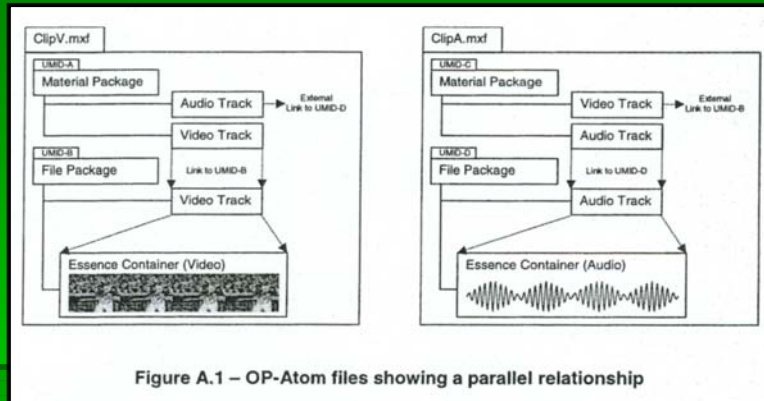 ClipV.mxf
UMID-A
Material Package
Audio Track
External
Link to UMID-D
Video Track
UMID-B
File Package
Link to UMID-B
Video Track
Essence Container (Video)
ClipA.mxf
UMID-C
Material Package
Video Track
External
Link to UMID-B
Audio Track
UMID-D
File Package
Link to UMID-D
Audio Track
Essence Container (Audio)
Figure A.1 – OP-Atom files showing a parallel relationship